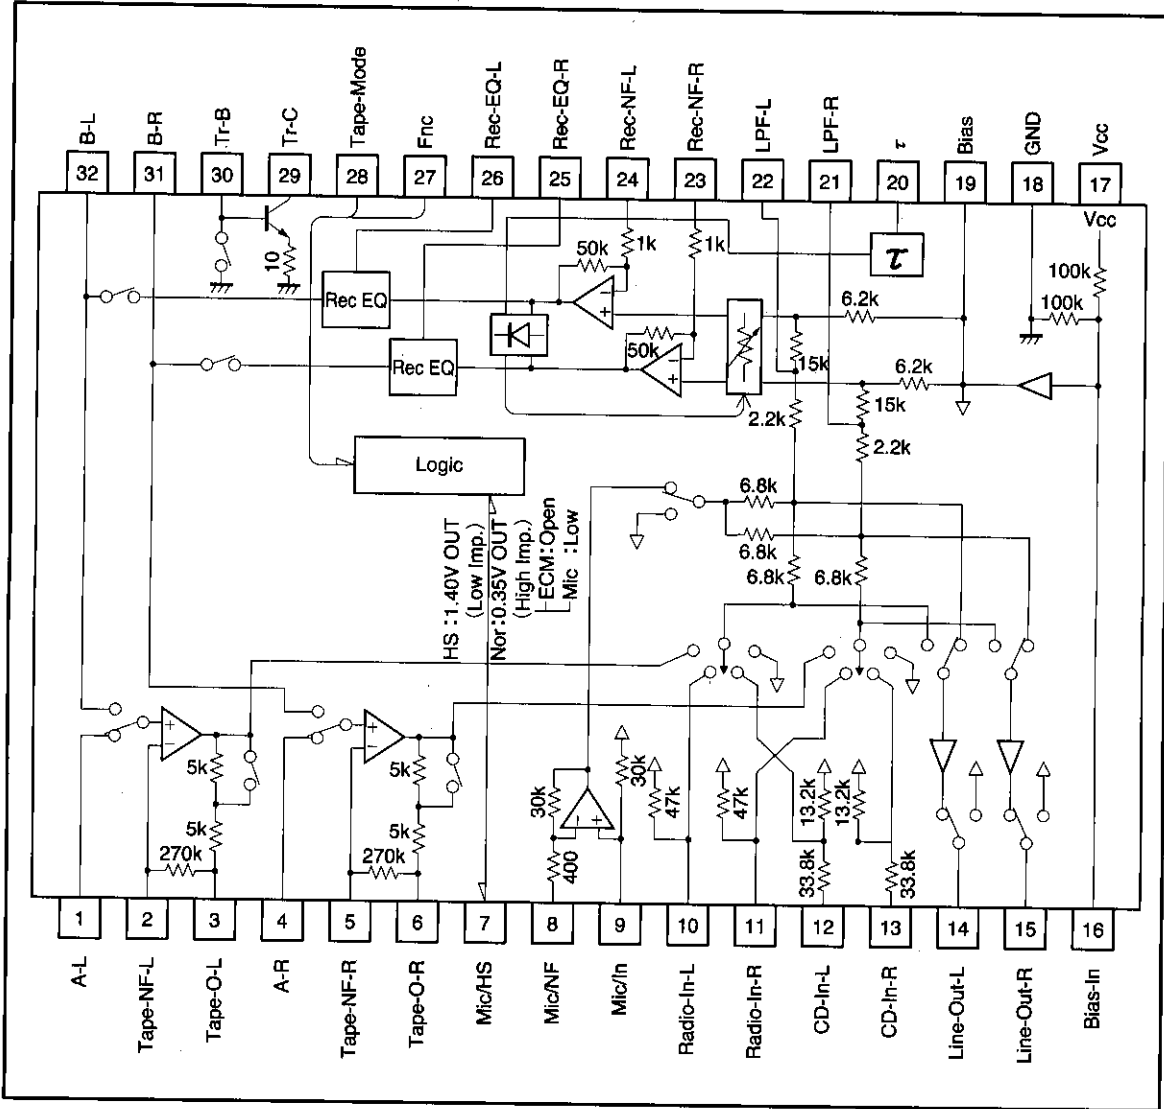 B-L
B-R
Tr-B
Tr-C
Tape-Mode
Fnc
Rec-EQ-L
Rec-EQ-R
Rec-NF-L
Rec-NF-R
LPF-L
LPF-R
τ
Bias
GND
Vcc
32
31
30
29
28
27
26
25
24
23
22
21
20
19
18
17
Vcc
10
50k
1k
1k
τ
100k
100k
Rec EQ
6.2k
50k
15k
Rec EQ
6.2k
15k
2.2k
2.2k
Logic
6.8k
6.8k
6.8k
6.8k
HS :1.40V OUT
(Low Imp.)
Nor:0.35V OUT
(High Imp.)
ECM:Open
Mic :Low
+
−
+
−
+
−
+
−
−
+
5k
5k
270k
5k
5k
270k
30k
400
30k
47k
47k
13.2k
13.2k
33.8k
33.8k
1
2
3
4
5
6
7
8
9
10
11
12
13
14
15
16
A-L
Tape-NF-L
Tape-O-L
A-R
Tape-NF-R
Tape-O-R
Mic/HS
Mic/NF
Mic/In
Radio-In-L
Radio-In-R
CD-In-L
CD-In-R
Line-Out-L
Line-Out-R
Bias-In